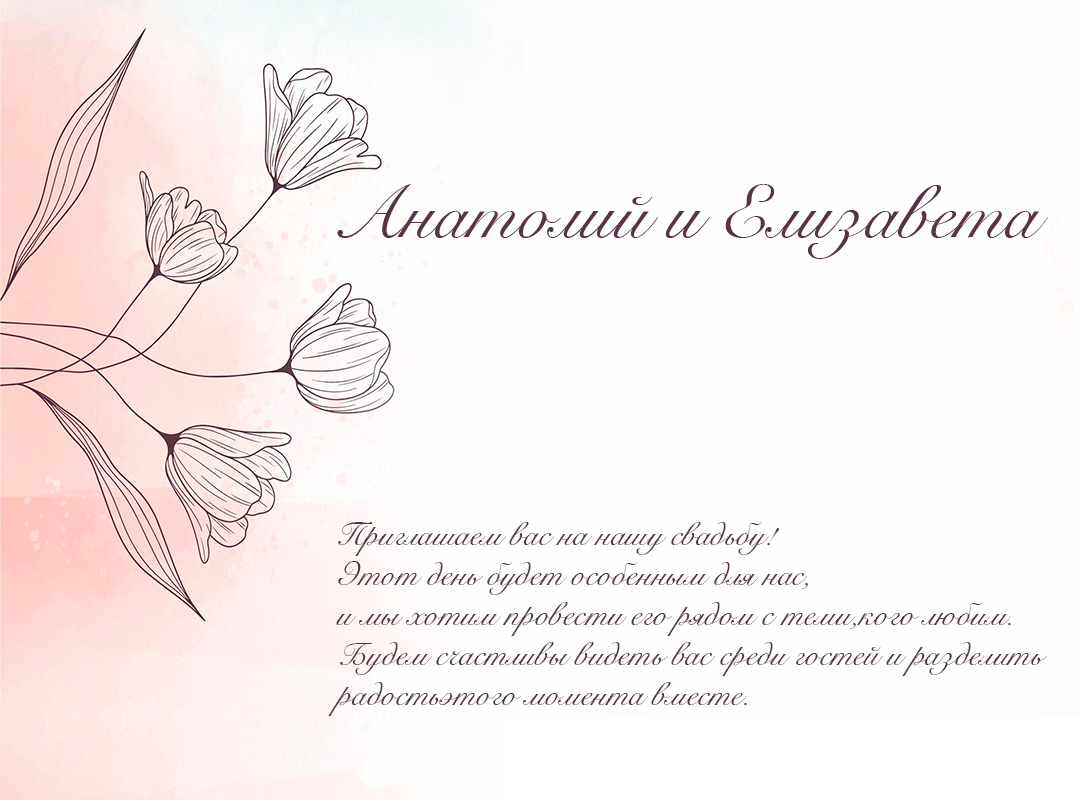 Анатолий и Елизавета
Приглашаем вас на нашу свадьбу!
Этот день будет особенным для нас,
и мы хотим провести его рядом с теми,кого любим.
Будем счастливы видеть вас среди гостей и разделить
радостьэтого момента вместе.